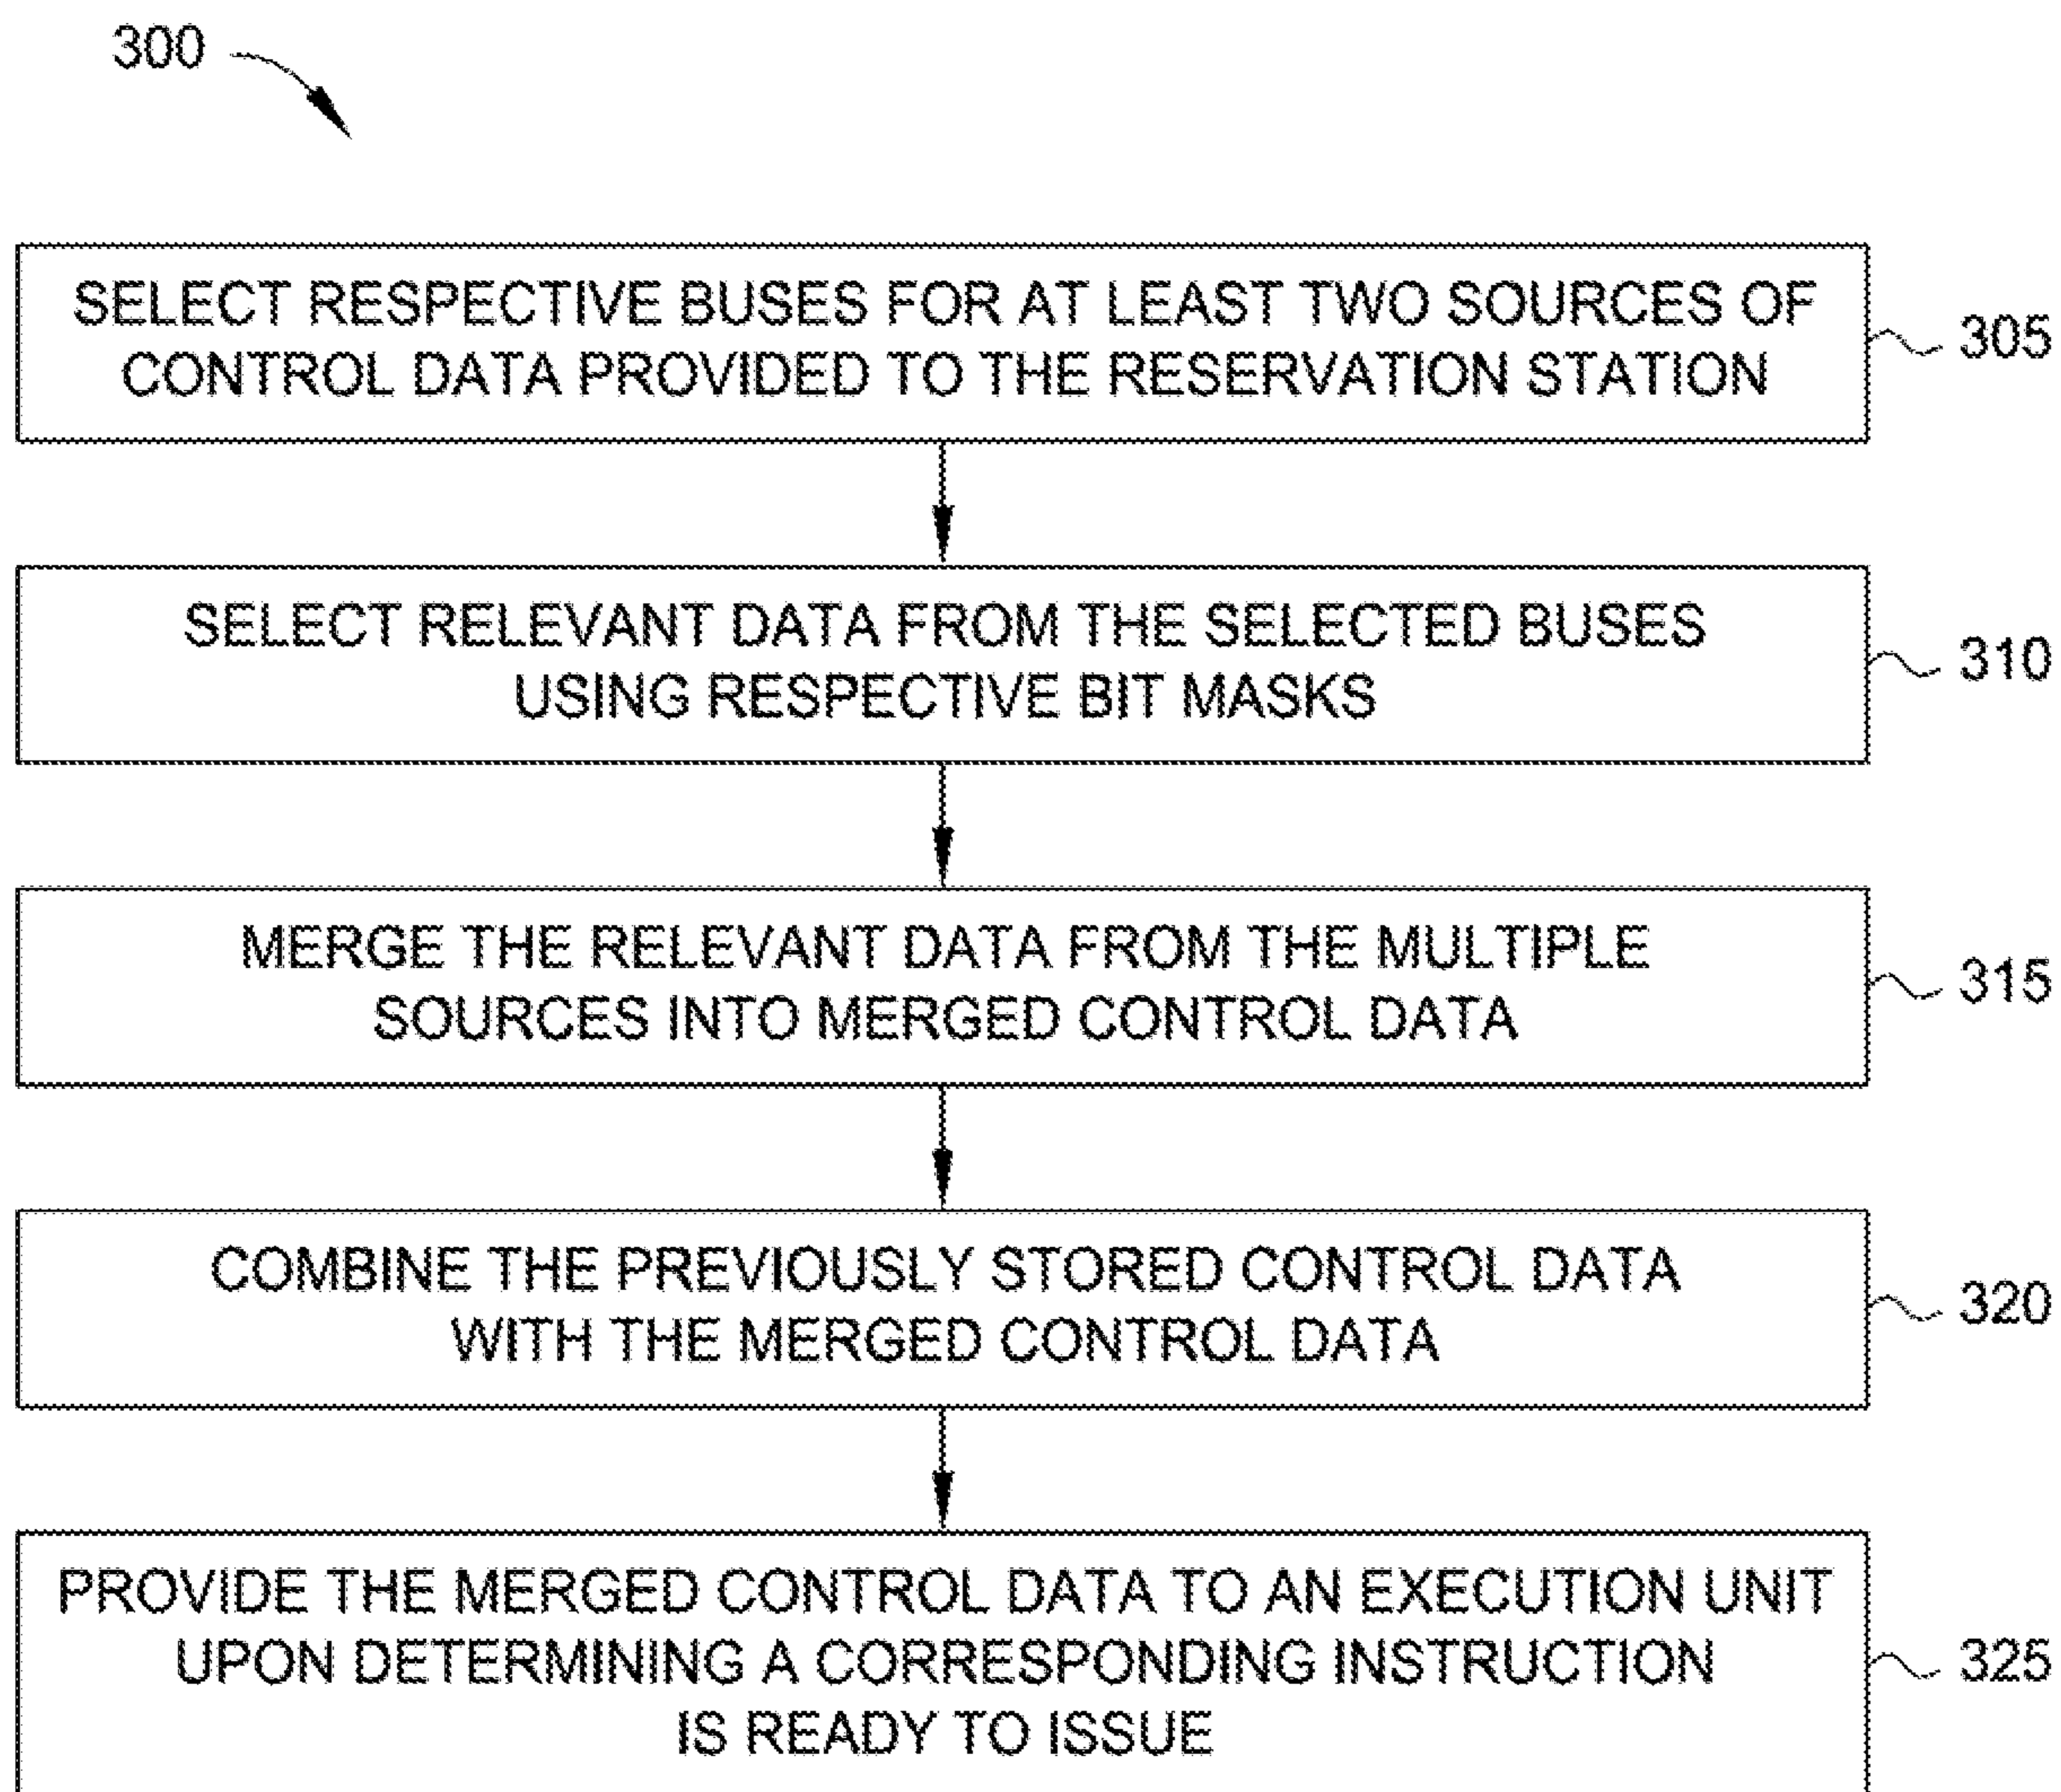 300
SELECT RESPECTIVE BUSES FOR AT LEAST TWO SOURCES OF
CONTROL DATA PROVIDED TO THE RESERVATION STATION
305
SELECT RELEVANT DATA FROM THE SELECTED BUSES
USING RESPECTIVE BIT MASKS
310
MERGE THE RELEVANT DATA FROM THE MULTIPLE
SOURCES INTO MERGED CONTROL DATA
315
COMBINE THE PREVIOUSLY STORED CONTROL DATA
WITH THE MERGED CONTROL DATA
320
PROVIDE THE MERGED CONTROL DATA TO AN EXECUTION UNIT
UPON DETERMINING A CORRESPONDING INSTRUCTION
IS READY TO ISSUE
325